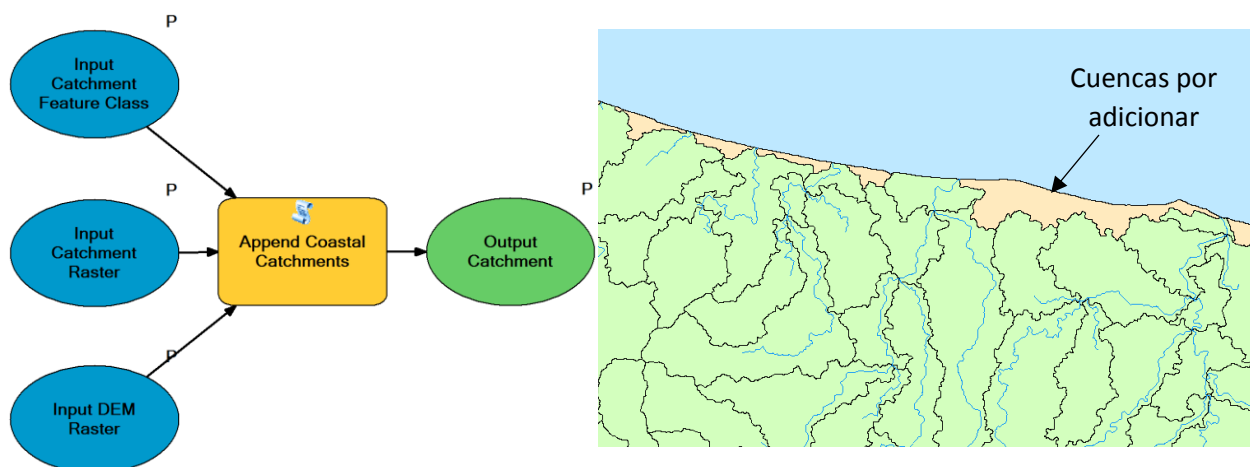 P
Input
Catchment
Feature Class
P
Input
Catchment
Raster
P
Input DEM
Raster
Append Coastal
Catchments
P
Output
Catchment
Cuencas por
adicionar